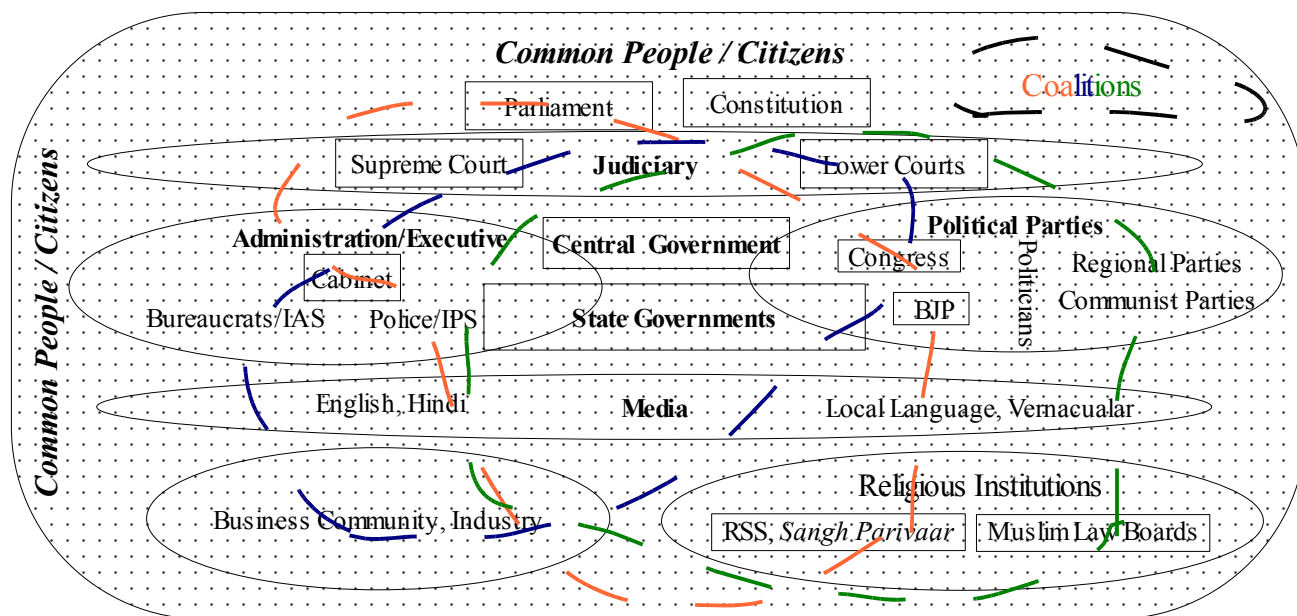 Common People / Citizens
Coalitions
Parliament
Constitution
Common People / Citizens
Supreme Court
Judiciary
Lower Courts
Administration/Executive
Central Government
Political Parties
Cabinet
Congress
Politicians
Regional Parties
Bureaucrats/IAS
Police/IPS
State Governments
BJP
Communist Parties
English, Hindi
Media
Local Language, Vernacualar
Business Community, Industry
Religious Institutions
RSS, Sangh Parivaar
Muslim Law Boards